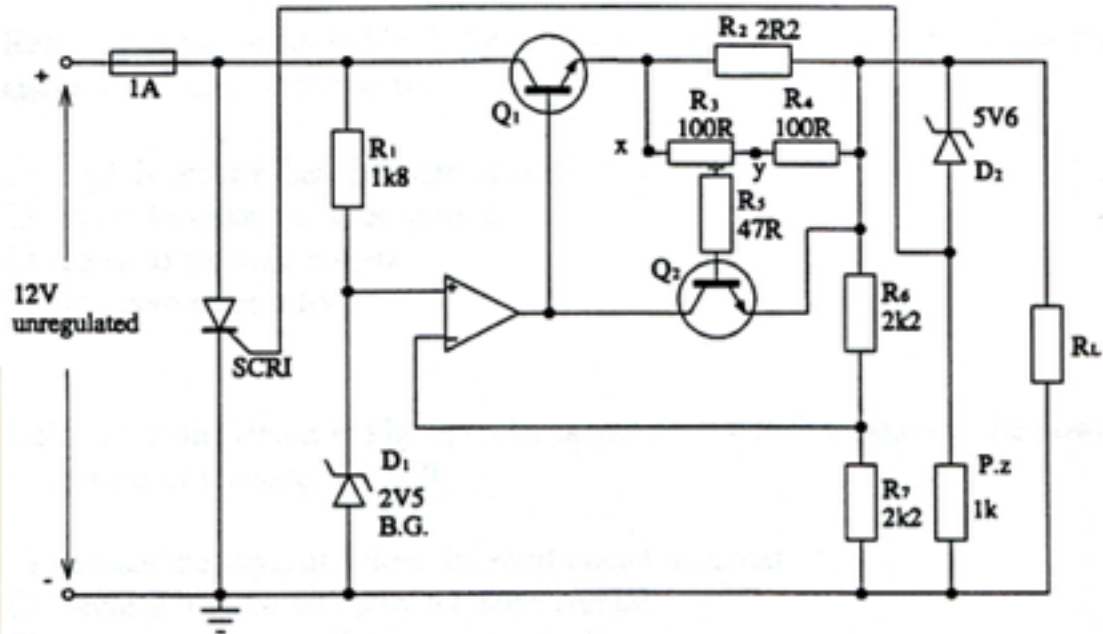 R₂ 2R2
+
1A
Q₁
R₃
100R
R₄
100R
5V6
x
y
D₂
R₁
1k8
R₅
47R
Q₂
12V
unregulated
+
R₆
2k2
RL
SCRI
−
D₁
2V5
B.G.
R₇
2k2
P.z
1k
-